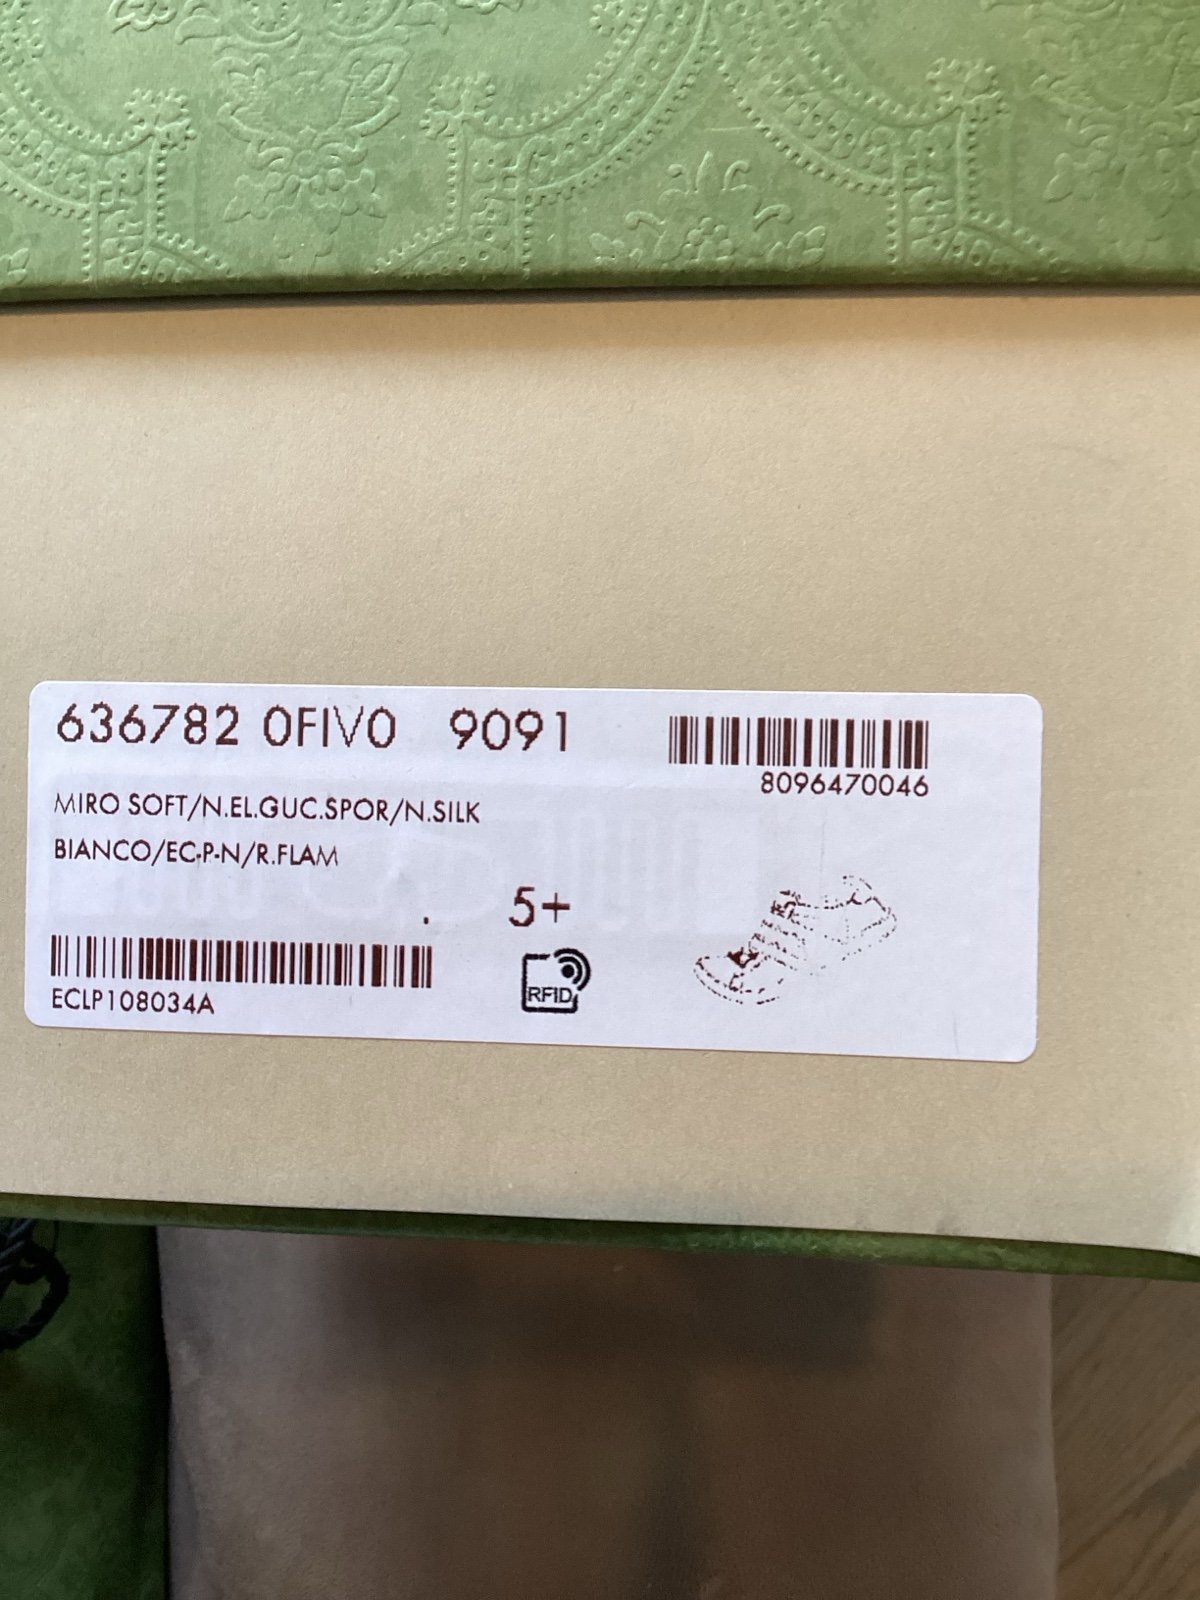 636782 0FIV0 9091
8096470046
MIRO SOFT/N.EL.GUC.SPOR/N.SILK
BIANCO/EC-P-N/R.FLAM
. 5+
RFID
ECLP108034A